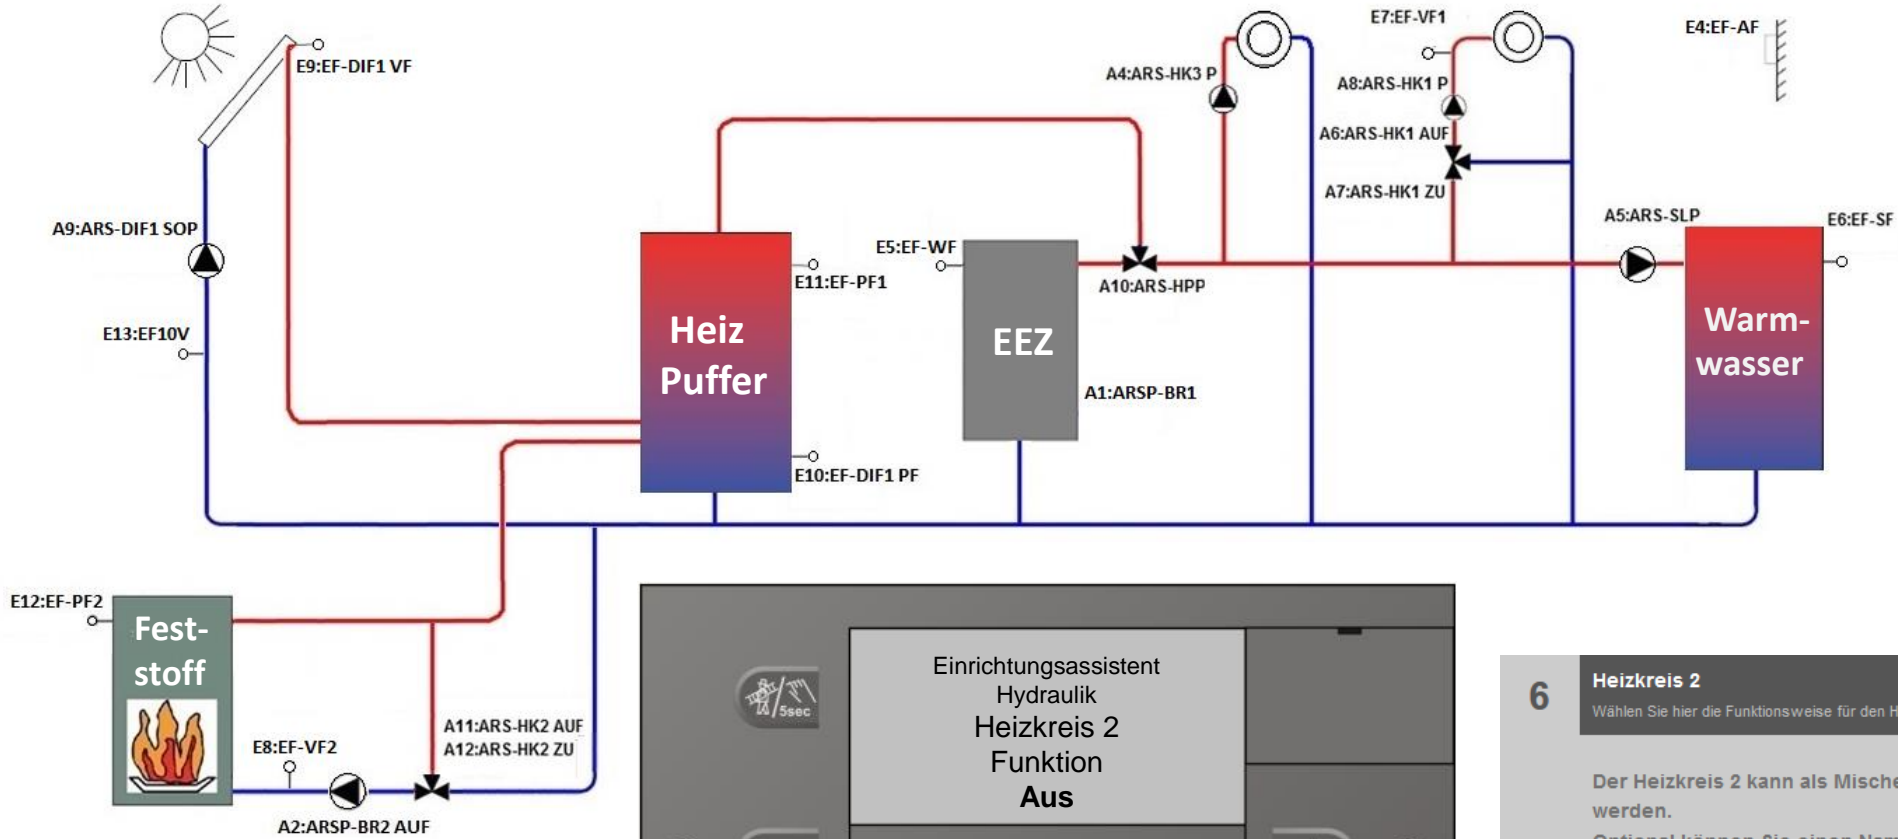 E9:EF-DIF1 VF
A9:ARS-DIF1 SOP
E13:EF10V
Heiz
Puffer
E11:EF-PF1
E10:EF-DIF1 PF
E5:EF-WF
EEZ
A1:ARSP-BR1
A10:ARS-HPP
A4:ARS-HK3 P
E7:EF-VF1
A8:ARS-HK1 P
A6:ARS-HK1 AUF
A7:ARS-HK1 ZU
E4:EF-AF
A5:ARS-SLP
E6:EF-SF
Warm-
wasser
E12:EF-PF2
Fest-
stoff
E8:EF-VF2
A11:ARS-HK2 AUF
A12:ARS-HK2 ZU
A2:ARSP-BR2 AUF
/5sec
Einrichtungsassistent
Hydraulik
Heizkreis 2
Funktion
Aus
6
Heizkreis 2
Wählen Sie hier die Funktionsweise für den H
Der Heizkreis 2 kann als Mische
werden.
Optional können Sie einen Nam